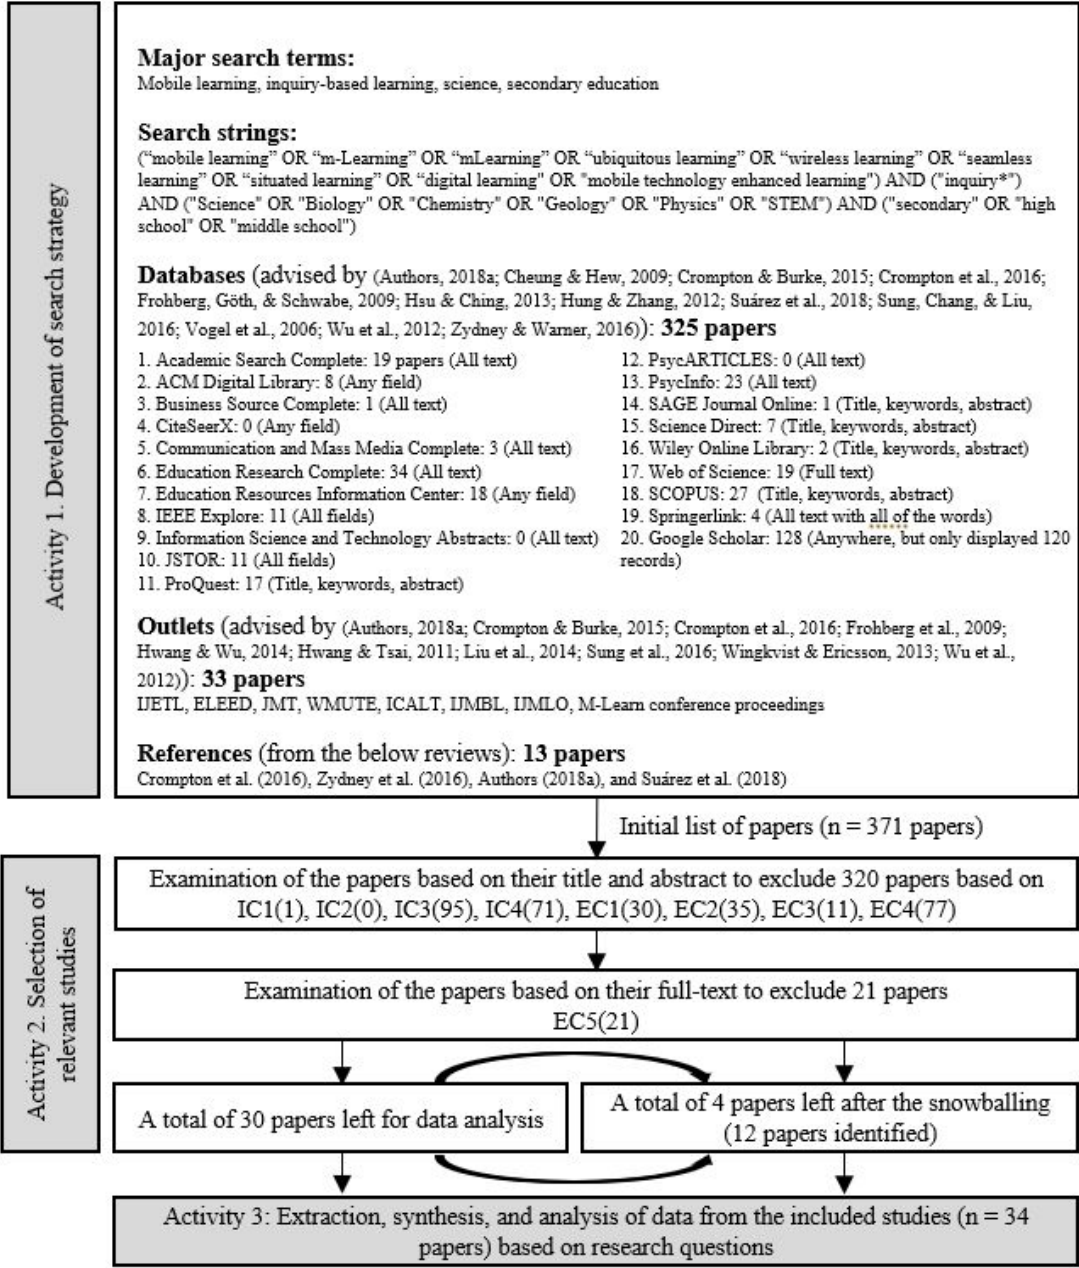 Activity 1. Development of search strategy
Major search terms:
Mobile learning, inquiry-based learning, science, secondary education
Search strings:
(“mobile learning” OR “m-Learning” OR “mLearning” OR “ubiquitous learning” OR “wireless learning” OR “seamless
learning” OR “situated learning” OR “digital learning" OR "mobile technology enhanced learning") AND ("inquiry*")
AND ("Science" OR "Biology" OR "Chemistry" OR "Geology" OR "Physics" OR "STEM") AND ("secondary" OR "high
school" OR "middle school")
Databases (advised by (Authors, 2018a; Cheung & Hew, 2009; Crompton & Burke, 2015; Crompton et al., 2016;
Frohberg, Göth, & Schwabe, 2009; Hsu & Ching, 2013; Hung & Zhang, 2012; Suárez et al., 2018; Sung, Chang, & Liu,
2016; Vogel et al., 2006; Wu et al., 2012; Zydney & Warner, 2016)): 325 papers
1. Academic Search Complete: 19 papers (All text)
2. ACM Digital Library: 8 (Any field)
3. Business Source Complete: 1 (All text)
4. CiteSeerX: 0 (Any field)
5. Communication and Mass Media Complete: 3 (All text)
6. Education Research Complete: 34 (All text)
7. Education Resources Information Center: 18 (Any field)
8. IEEE Explore: 11 (All fields)
9. Information Science and Technology Abstracts: 0 (All text)
10. JSTOR: 11 (All fields)
11. ProQuest: 17 (Title, keywords, abstract)
12. PsycARTICLES: 0 (All text)
13. PsycInfo: 23 (All text)
14. SAGE Journal Online: 1 (Title, keywords, abstract)
15. Science Direct: 7 (Title, keywords, abstract)
16. Wiley Online Library: 2 (Title, keywords, abstract)
17. Web of Science: 19 (Full text)
18. SCOPUS: 27 (Title, keywords, abstract)
19. Springerlink: 4 (All text with all of the words)
20. Google Scholar: 128 (Anywhere, but only displayed 120
records)
Outlets (advised by (Authors, 2018a; Crompton & Burke, 2015; Crompton et al., 2016; Frohberg et al., 2009;
Hwang & Wu, 2014; Hwang & Tsai, 2011; Liu et al., 2014; Sung et al., 2016; Wingkvist & Ericsson, 2013; Wu et al.,
2012)): 33 papers
IJETL, ELEED, JMT, WMUTE, ICALT, IJMBL, IJMLO, M-Learn conference proceedings
References (from the below reviews): 13 papers
Crompton et al. (2016), Zydney et al. (2016), Authors (2018a), and Suárez et al. (2018)
Initial list of papers (n = 371 papers)
Activity 2. Selection of
relevant studies
Examination of the papers based on their title and abstract to exclude 320 papers based on
IC1(1), IC2(0), IC3(95), IC4(71), EC1(30), EC2(35), EC3(11), EC4(77)
Examination of the papers based on their full-text to exclude 21 papers
EC5(21)
A total of 30 papers left for data analysis
A total of 4 papers left after the snowballing
(12 papers identified)
Activity 3: Extraction, synthesis, and analysis of data from the included studies (n = 34
papers) based on research questions